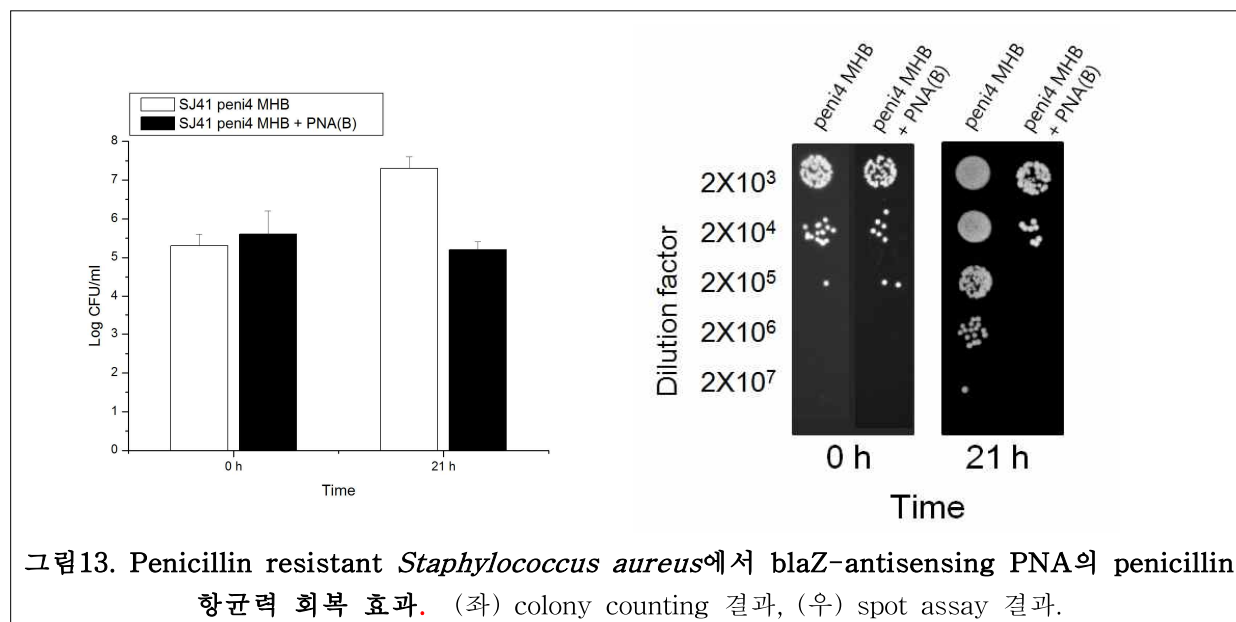 SJ41 peni4 MHB
SJ41 peni4 MHB + PNA(B)
8
7
6
5
4
3
2
1
0
Log CFU/ml
0 h
21 h
Time
peni4 MHB
peni4 MHB
+ PNA(B)
peni4 MHB
peni4 MHB
+ PNA(B)
Dilution factor
2X10³
2X10⁴
2X10⁵
2X10⁶
2X10⁷
0 h
21 h
Time
그림13. Penicillin resistant Staphylococcus aureus에서 blaZ-antisensing PNA의 penicillin
항균력 회복 효과. (좌) colony counting 결과, (우) spot assay 결과.